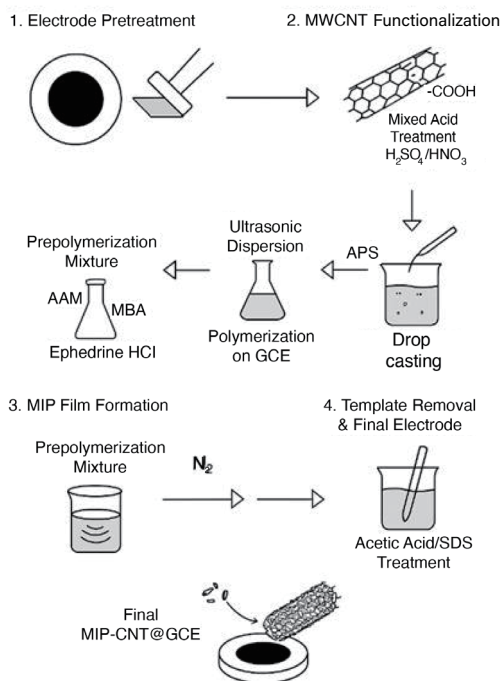 1. Electrode Pretreatment
2. MWCNT Functionalization
-COOH
Mixed Acid
Treatment
H₂SO₄/HNO₃
Prepolymerization
Mixture
AAM
MBA
Ephedrine HCl
Ultrasonic
Dispersion
Polymerization
on GCE
APS
Drop
casting
3. MIP Film Formation
Prepolymerization
Mixture
N₂
4. Template Removal
& Final Electrode
Acetic Acid/SDS
Treatment
Final
MIP-CNT@GCE